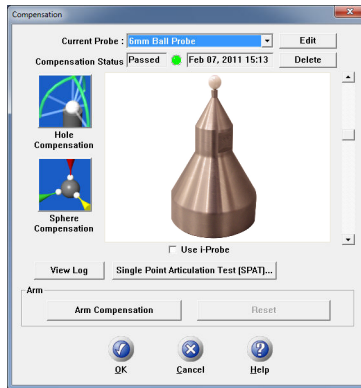 Compensation
Current Probe : 6mm Ball Probe Edit
Compensation Status Passed Feb 07, 2011 15:13 Delete
Hole
Compensation
Sphere
Compensation
Use i-Probe
View Log Single Point Articulation Test (SPAT)...
Arm
Arm Compensation Reset
OK Cancel Help